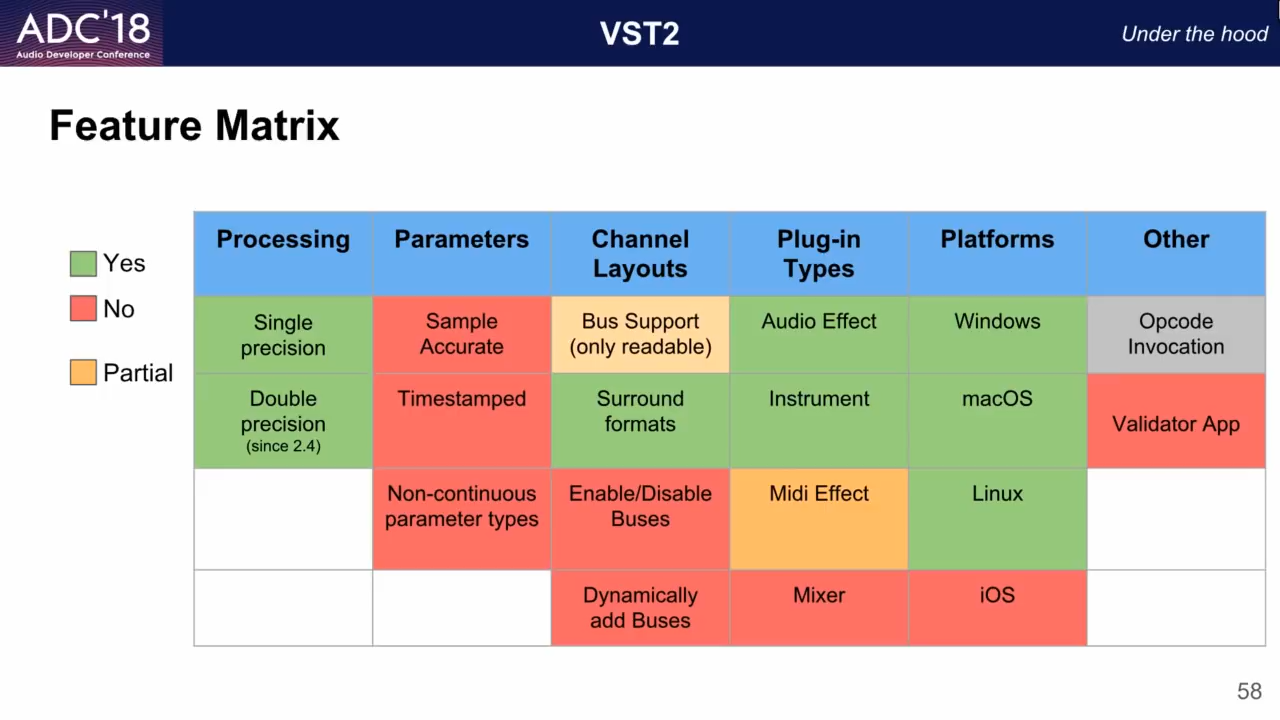 ADC'18
Audio Developer Conference
VST2
Under the hood
Feature Matrix
Yes
No
Partial
Processing
Parameters
Channel
Layouts
Plug-in
Types
Platforms
Other
Single
precision
Sample
Accurate
Bus Support
(only readable)
Audio Effect
Windows
Opcode
Invocation
Double
precision
(since 2.4)
Timestamped
Surround
formats
Instrument
macOS
Validator App
Non-continuous
parameter types
Enable/Disable
Buses
Midi Effect
Linux
Dynamically
add Buses
Mixer
iOS
58